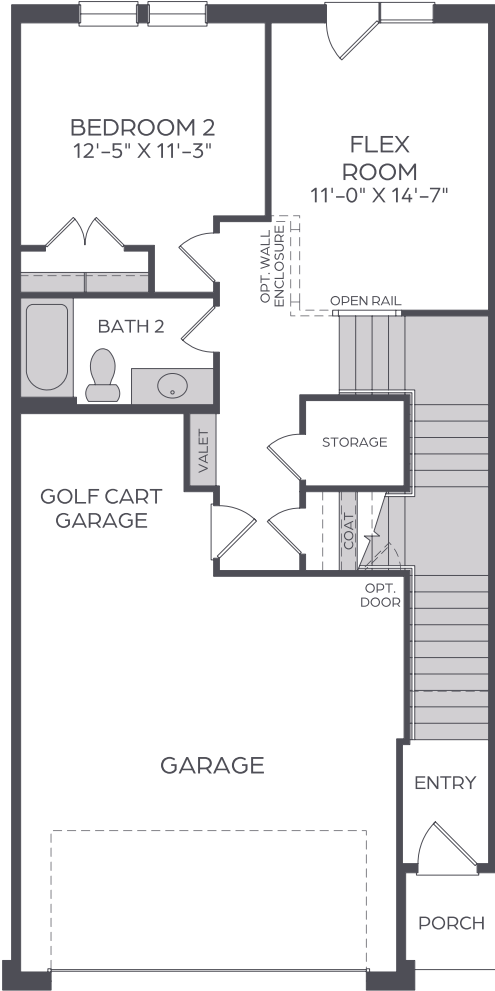 BEDROOM 2
12'-5" X 11'-3"
FLEX
ROOM
11'-0" X 14'-7"
OPT. WALL
ENCLOSURE
OPEN RAIL
BATH 2
VALET
STORAGE
GOLF CART
GARAGE
COAT
OPT.
DOOR
GARAGE
ENTRY
PORCH